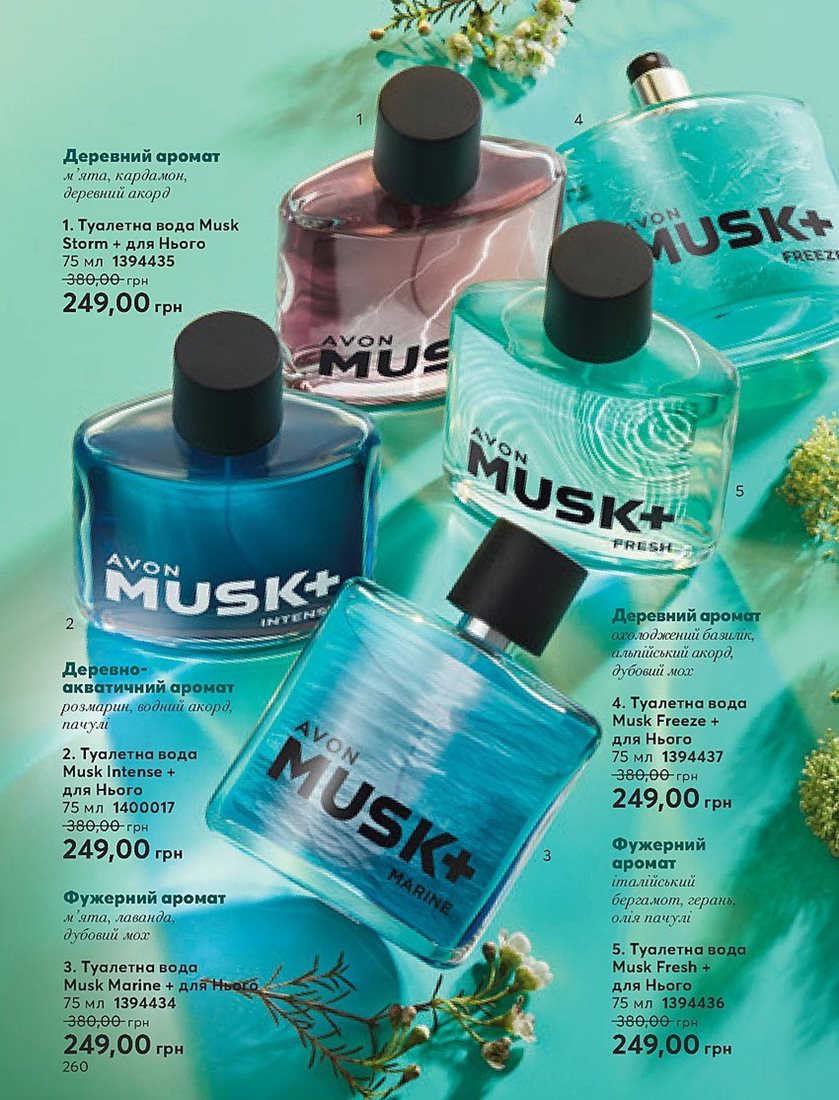 1
4
Деревний аромат
м'ята, кардамон,
деревний акорд
1. Туалетна вода Musk
Storm + для Нього
75 мл 1394435
380,00 грн
249,00 грн
AVON
MUSK+
FREEZE
AVON
MUS
AVON
MUSK+
FRESH
5
AVON
MUSK+
INTENS
2
Деревно-
акватичний аромат
розмарин, водний акорд,
пачулі
2. Туалетна вода
Musk Intense +
для Нього
75 мл 1400017
380,00 грн
249,00 грн
AVON
MUSK+
MARINE
3
Фужерний аромат
м'ята, лаванда,
дубовий мох
3. Туалетна вода
Musk Marine + для Нього
75 мл 1394434
380,00 грн
249,00 грн
260
Деревний аромат
охолоджений базилік,
альпійський акорд,
дубовий мох
4. Туалетна вода
Musk Freeze +
для Нього
75 мл 1394437
380,00 грн
249,00 грн
Фужерний
аромат
італійський
бергамот, герань,
олія пачулі
5. Туалетна вода
Musk Fresh +
для Нього
75 мл 1394436
380,00 грн
249,00 грн